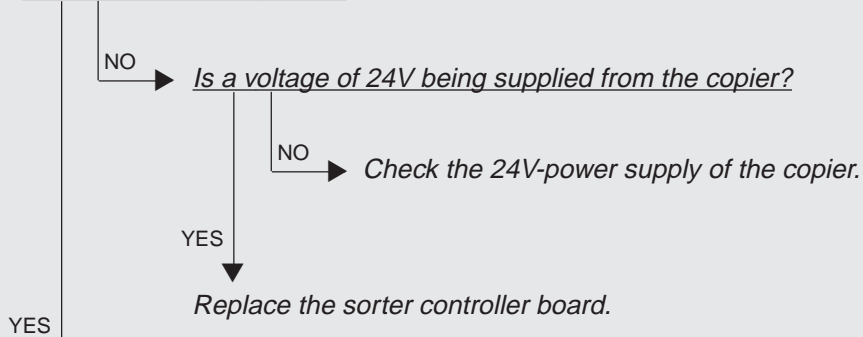 NO
Is a voltage of 24V being supplied from the copier?
NO
Check the 24V-power supply of the copier.
YES
Replace the sorter controller board.
YES